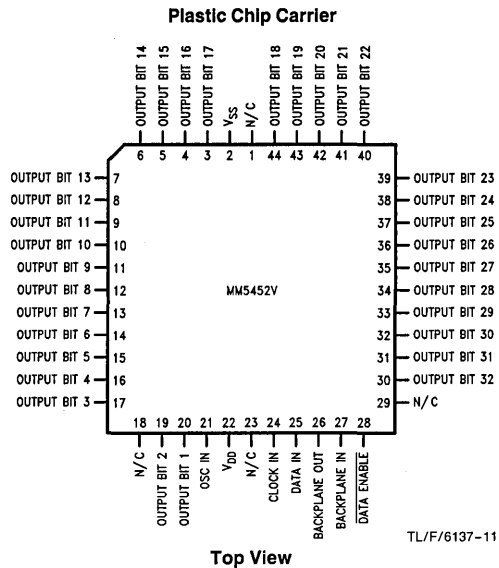 Plastic Chip Carrier
OUTPUT BIT 14
OUTPUT BIT 15
OUTPUT BIT 16
OUTPUT BIT 17
VSS
N/C
OUTPUT BIT 18
OUTPUT BIT 19
OUTPUT BIT 20
OUTPUT BIT 21
OUTPUT BIT 22
6 5 4 3 2 1 44 43 42 41 40
OUTPUT BIT 13 7
OUTPUT BIT 12 8
OUTPUT BIT 11 9
OUTPUT BIT 10 10
OUTPUT BIT 9 11
OUTPUT BIT 8 12
OUTPUT BIT 7 13
OUTPUT BIT 6 14
OUTPUT BIT 5 15
OUTPUT BIT 4 16
OUTPUT BIT 3 17
MM5452V
39 OUTPUT BIT 23
38 OUTPUT BIT 24
37 OUTPUT BIT 25
36 OUTPUT BIT 26
35 OUTPUT BIT 27
34 OUTPUT BIT 28
33 OUTPUT BIT 29
32 OUTPUT BIT 30
31 OUTPUT BIT 31
30 OUTPUT BIT 32
29 N/C
18 19 20 21 22 23 24 25 26 27 28
N/C
OUTPUT BIT 2
OUTPUT BIT 1
OSC IN
VDD
N/C
CLOCK IN
DATA IN
BACKPLANE OUT
BACKPLANE IN
DATA ENABLE
TL/F/6137-11
Top View